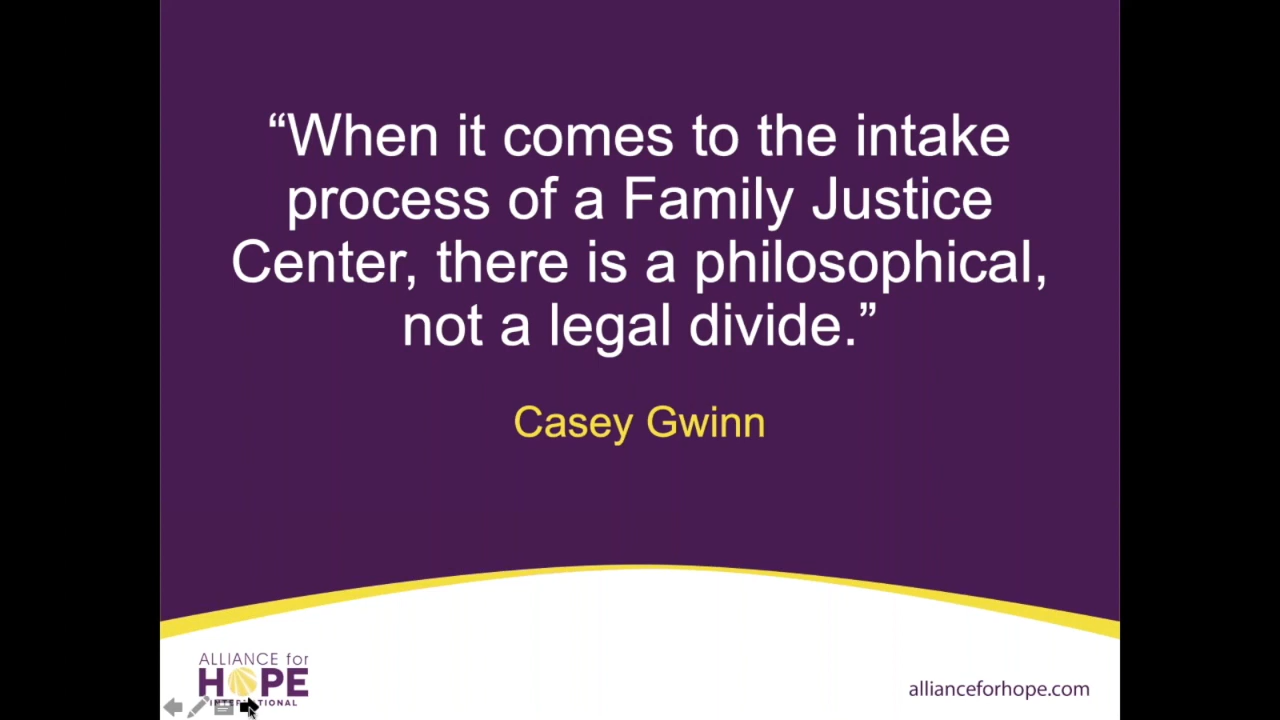 “When it comes to the intake
process of a Family Justice
Center, there is a philosophical,
not a legal divide.”
Casey Gwinn
ALLIANCE for
HOPE
INTERNATIONAL
allianceforhope.com